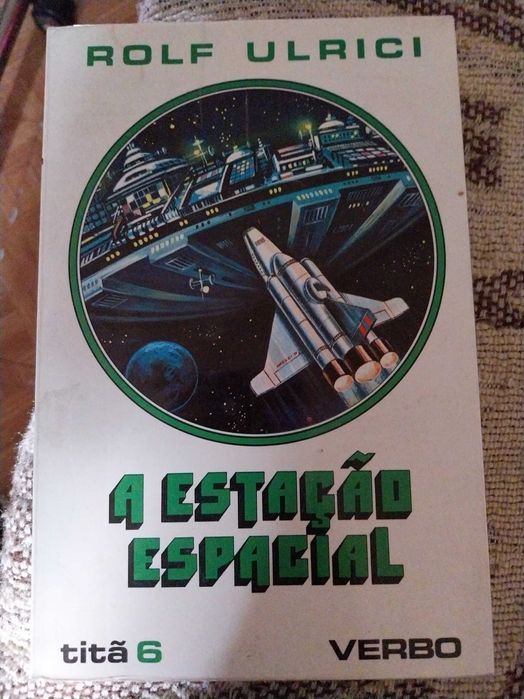 ROLF ULRICI
A ESTAÇÃO
ESPACIAL
titã 6 VERBO